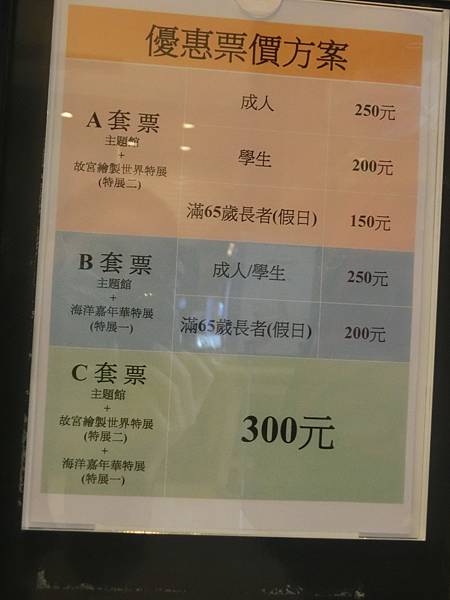 優惠票價方案
A 套 票
主題館
+
故宮繪製世界特展
(特展二)
成人
250元
學生
200元
滿65歲長者(假日)
150元
B 套 票
主題館
+
海洋嘉年華特展
(特展一)
成人/學生
250元
滿65歲長者(假日)
200元
C 套 票
主題館
+
故宮繪製世界特展
(特展二)
+
海洋嘉年華特展
(特展一)
300元